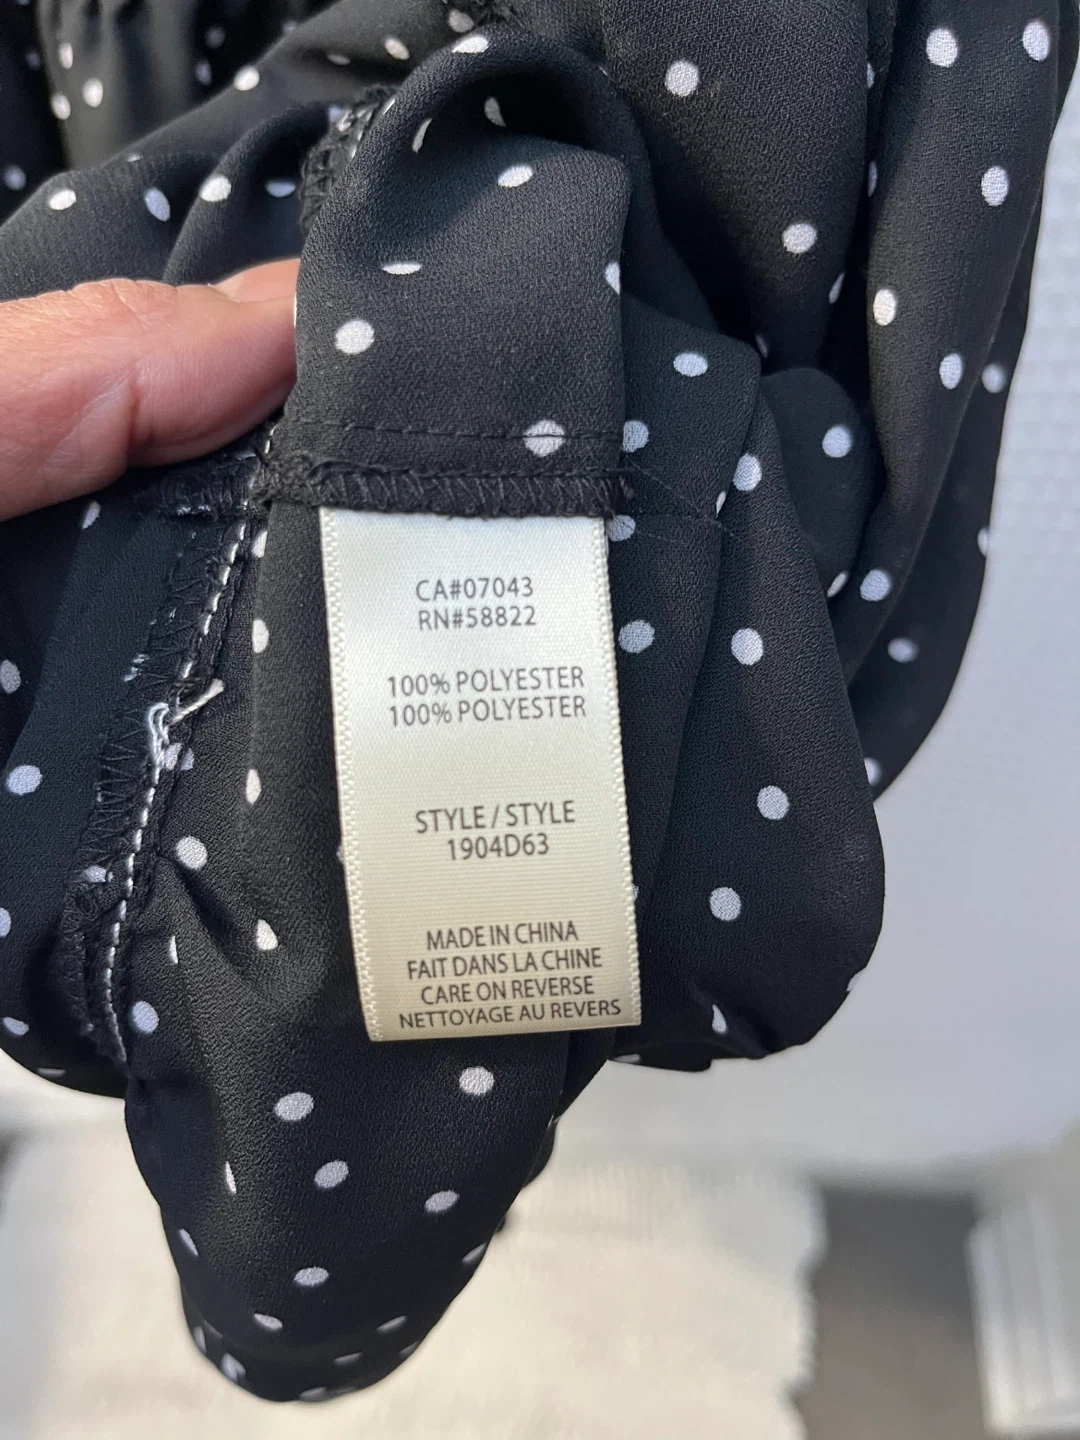 CA#07043
RN#58822
100% POLYESTER
100% POLYESTER
STYLE / STYLE
1904D63
MADE IN CHINA
FAIT DANS LA CHINE
CARE ON REVERSE
NETTOYAGE AU REVERS